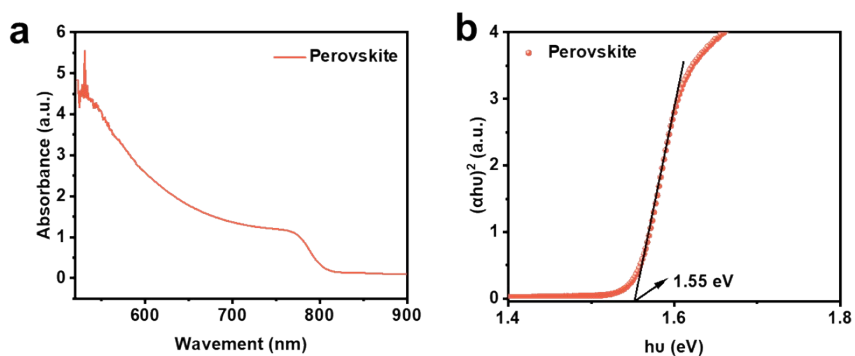 a
6
5
4
3
2
1
0
Absorbance (a.u.)
Perovskite
600
700
800
900
Wavement (nm)
b
4
3
2
1
0
(αhυ)² (a.u.)
Perovskite
1.55 eV
1.4
1.6
1.8
hυ (eV)